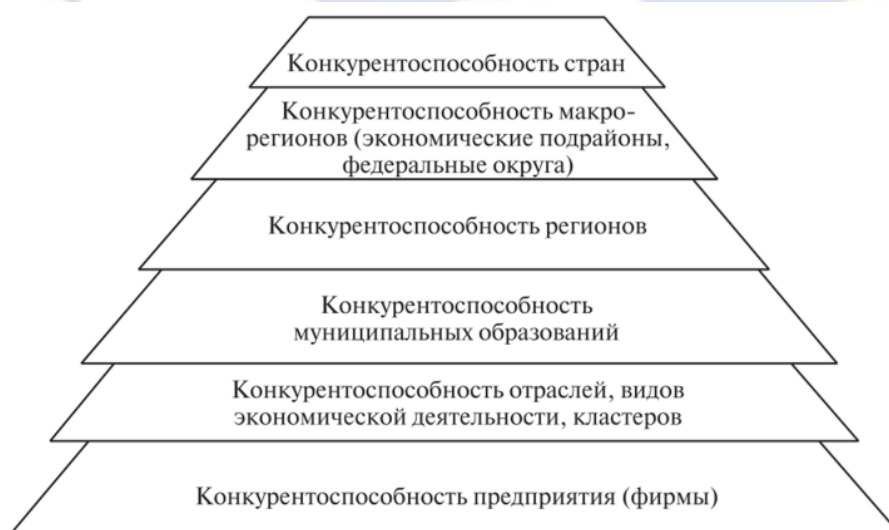 Конкурентоспособность стран
Конкурентоспособность макро-
регионов (экономические подрайоны,
федеральные округа)
Конкурентоспособность регионов
Конкурентоспособность
муниципальных образований
Конкурентоспособность отраслей, видов
экономической деятельности, кластеров
Конкурентоспособность предприятия (фирмы)